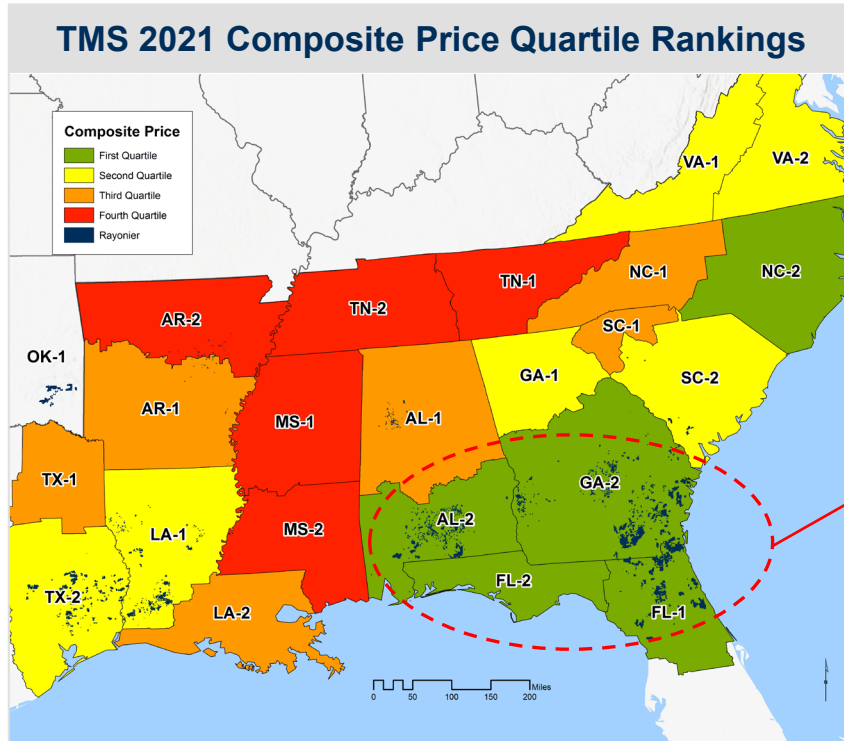 TMS 2021 Composite Price Quartile Rankings
Composite Price
First Quartile
Second Quartile
Third Quartile
Fourth Quartile
Rayonier
VA-1
VA-2
NC-1
NC-2
TN-1
TN-2
AR-2
SC-1
OK-1
GA-1
SC-2
AR-1
MS-1
AL-1
TX-1
GA-2
LA-1
MS-2
AL-2
TX-2
FL-2
LA-2
FL-1
Miles
0 50 100 150 200